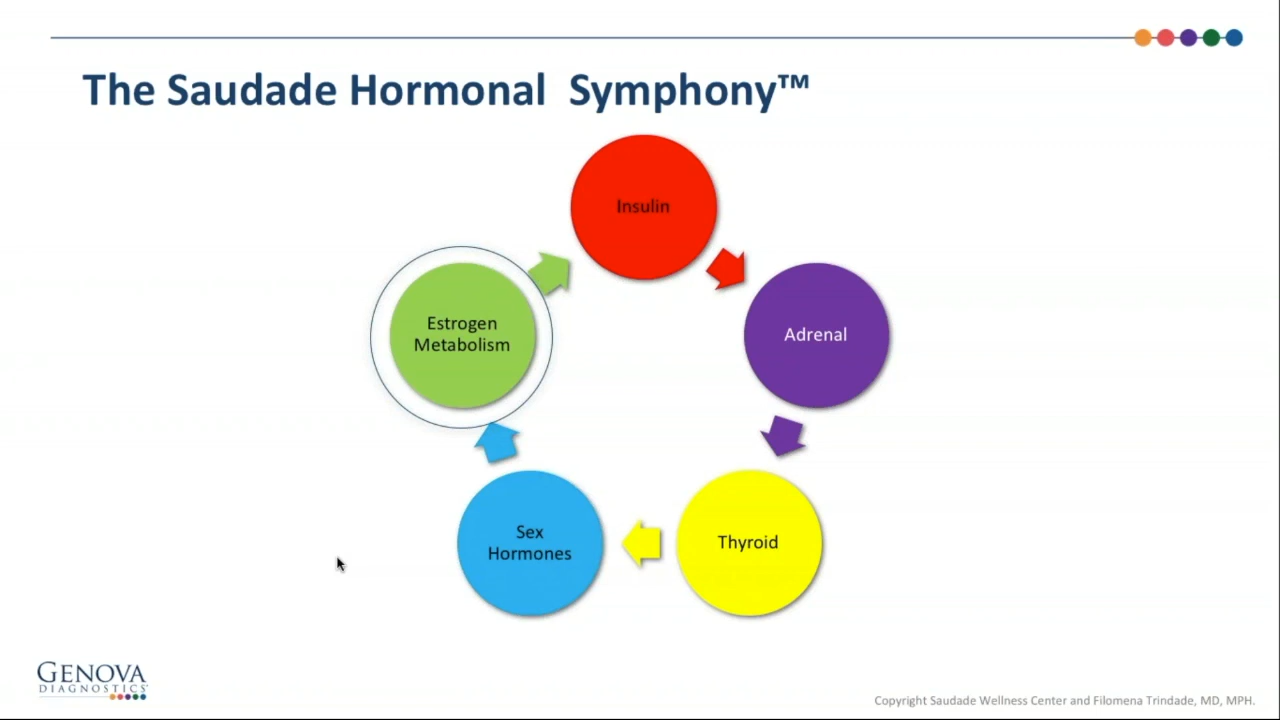 The Saudade Hormonal Symphony™
Insulin
Adrenal
Thyroid
Sex
Hormones
Estrogen
Metabolism
GENOVA
DIAGNOSTICS
Copyright Saudade Wellness Center and Filomena Trindade, MD, MPH.